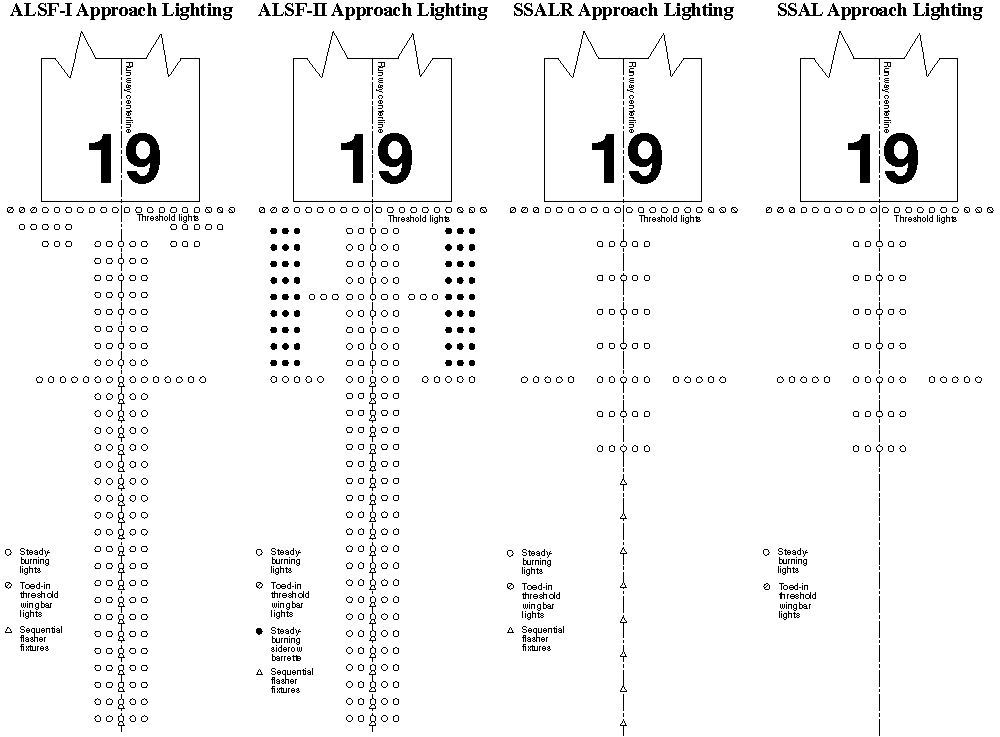 ALSF-I Approach Lighting
Runway centerline
19
Threshold lights
Steady-
burning
lights
Toed-in
threshold
wingbar
lights
Sequential
flasher
fixtures
ALSF-II Approach Lighting
Runway centerline
19
Threshold lights
Steady-
burning
lights
Toed-in
threshold
wingbar
lights
Steady-
burning
siderow
barrette
Sequential
flasher
fixtures
SSALR Approach Lighting
Runway centerline
19
Threshold lights
Steady-
burning
lights
Toed-in
threshold
wingbar
lights
Sequential
flasher
fixtures
SSAL Approach Lighting
Runway centerline
19
Threshold lights
Steady-
burning
lights
Toed-in
threshold
wingbar
lights